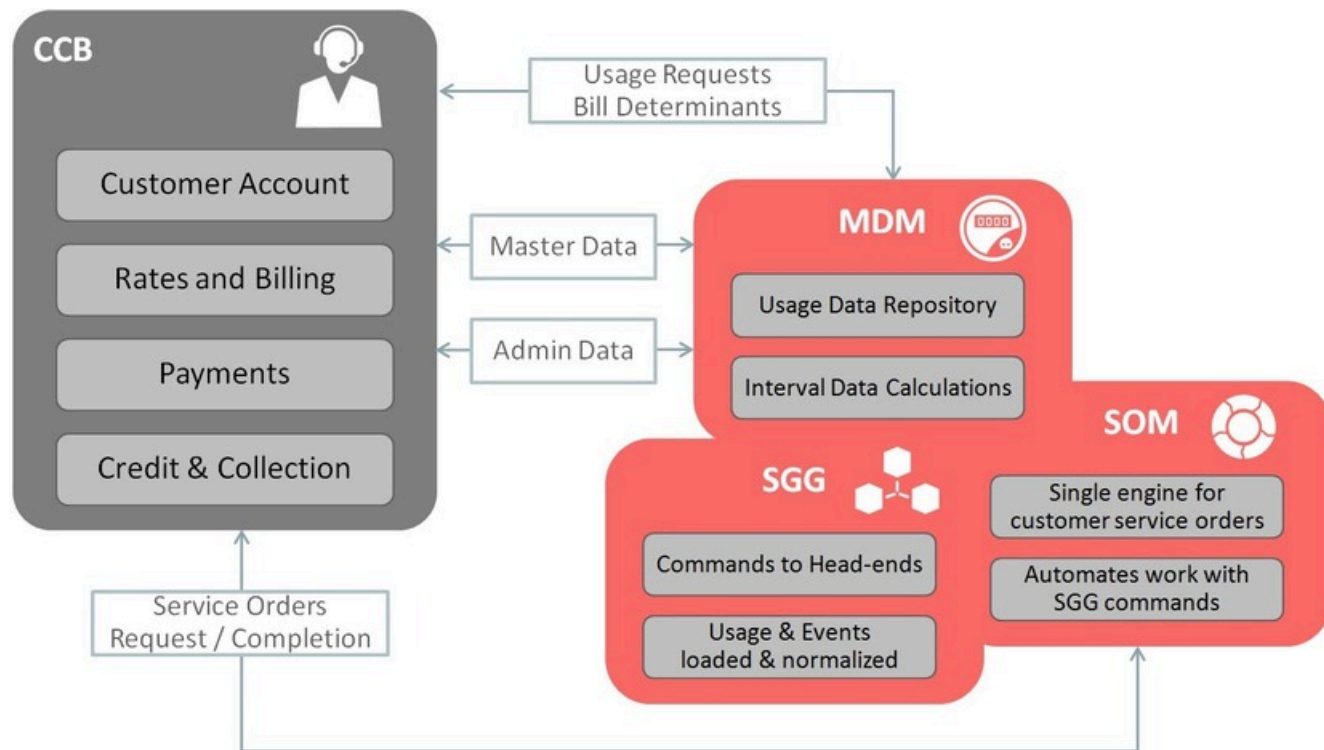 CCB
Customer Account
Rates and Billing
Payments
Credit & Collection
Usage Requests
Bill Determinants
Master Data
Admin Data
Service Orders
Request / Completion
MDM
0000
Usage Data Repository
Interval Data Calculations
SGG
Commands to Head-ends
Usage & Events
loaded & normalized
SOM
Single engine for
customer service orders
Automates work with
SGG commands